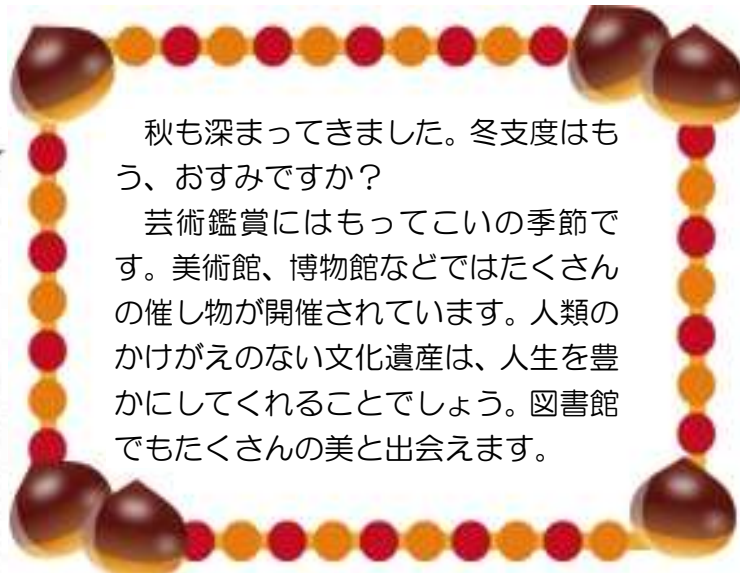 秋も深まってきました。冬支度はも
う、おすみですか？
芸術鑑賞にはもってこいの季節で
す。美術館、博物館などではたくさん
の催し物が開催されています。人類の
かけがえのない文化遺産は、人生を豊
かにしてくれることでしょう。図書館
でもたくさんの美と出会えます。